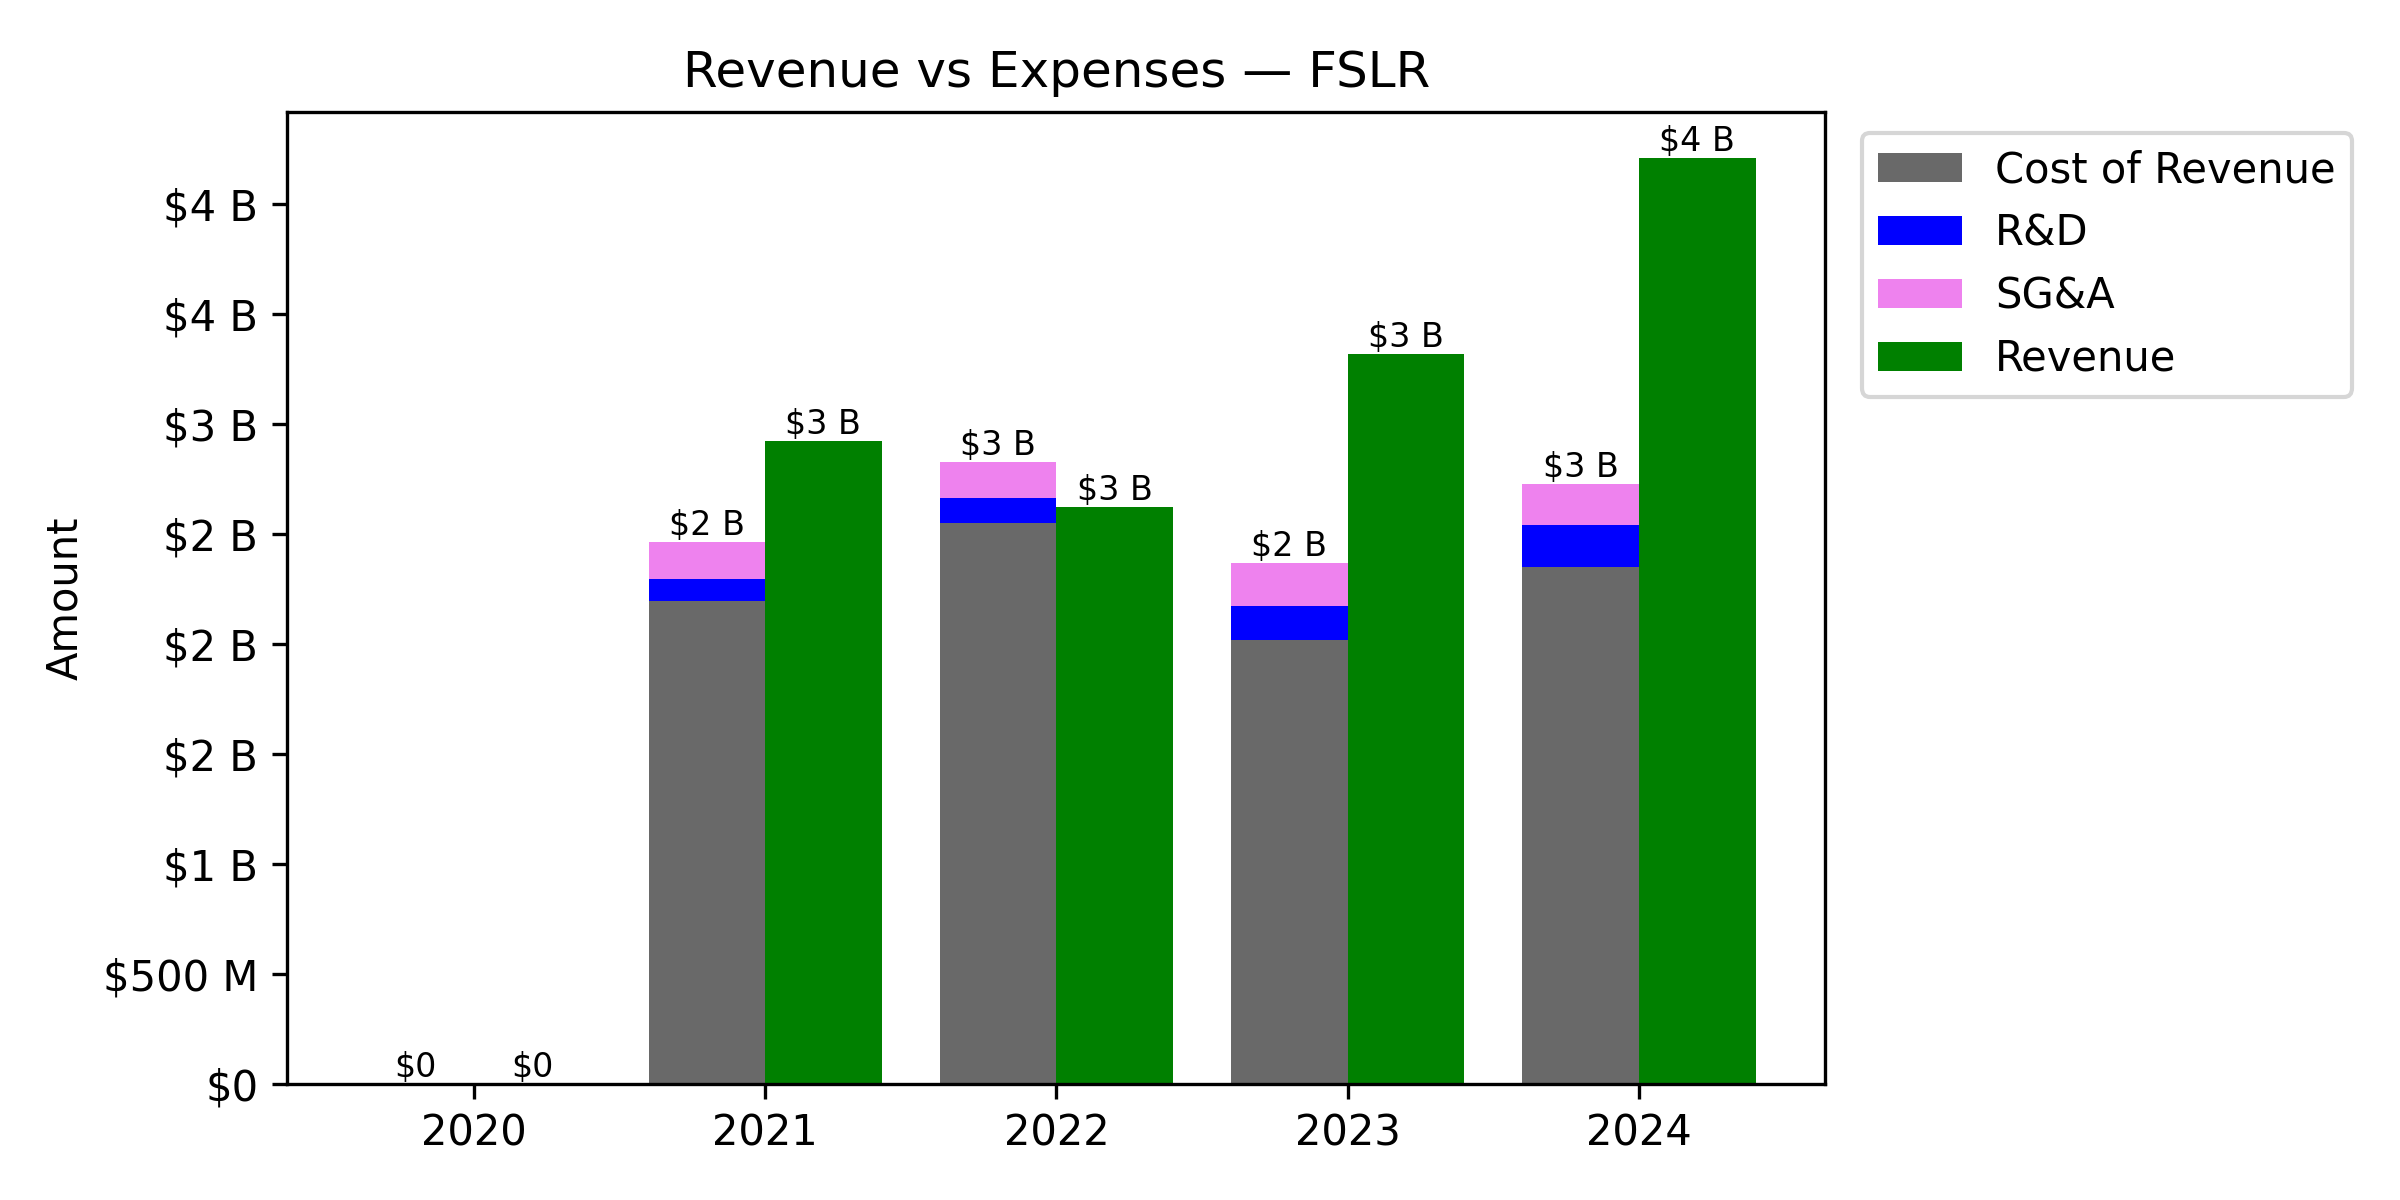 Revenue vs Expenses — FSLR
Amount
$4 B
$4 B
$3 B
$2 B
$2 B
$2 B
$1 B
$500 M
$0
$0
$0
$2 B
$3 B
$3 B
$3 B
$2 B
$3 B
$3 B
$4 B
2020
2021
2022
2023
2024
Cost of Revenue
R&D
SG&A
Revenue